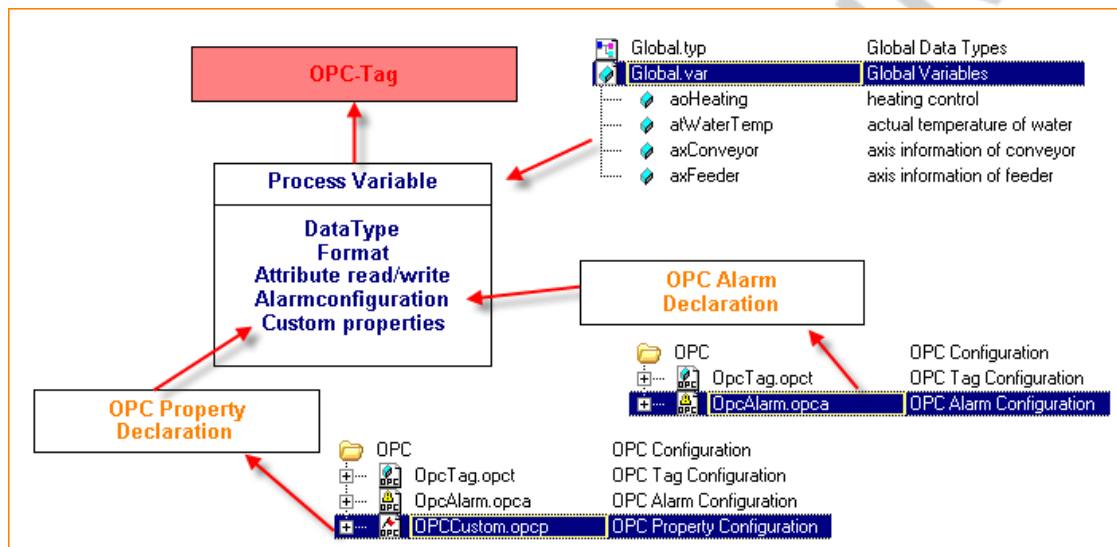 OPC-Tag
Global.typ Global Data Types
Global.var Global Variables
aoHeating heating control
atWaterTemp actual temperature of water
axConveyor axis information of conveyor
axFeeder axis information of feeder
Process Variable
DataType
Format
Attribute read/write
Alarmconfiguration
Custom properties
OPC Alarm
Declaration
OPC OPC Configuration
OpcTag.opct OPC Tag Configuration
OpcAlarm.opca OPC Alarm Configuration
OPC Property
Declaration
OPC OPC Configuration
OpcTag.opct OPC Tag Configuration
OpcAlarm.opca OPC Alarm Configuration
OPCCustom.opcp OPC Property Configuration